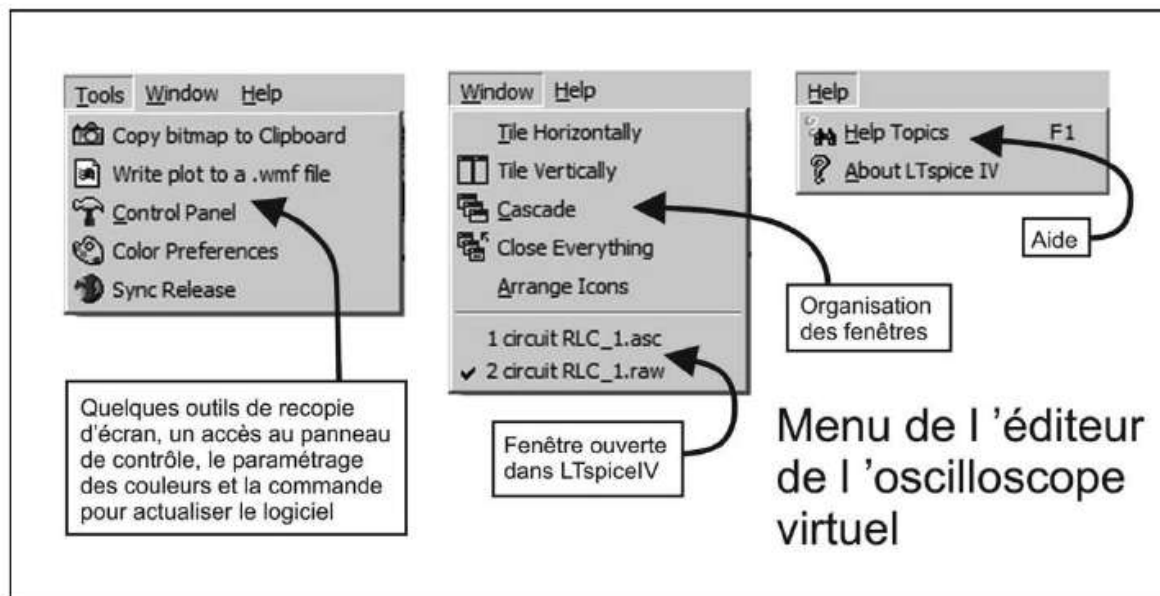 Tools Window Help
Copy bitmap to Clipboard
Write plot to a .wmf file
Control Panel
Color Preferences
Sync Release
Quelques outils de recopie
d'écran, un accès au panneau
de contrôle, le paramétrage
des couleurs et la commande
pour actualiser le logiciel
Window Help
Tile Horizontally
Tile Vertically
Cascade
Close Everything
Arrange Icons
1 circuit RLC_1.asc
2 circuit RLC_1.raw
Fenêtre ouverte
dans LTspiceIV
Help
Help Topics F1
About LTspice IV
Aide
Organisation
des fenêtres
Menu de l ’éditeur
de l ’oscilloscope
virtuel